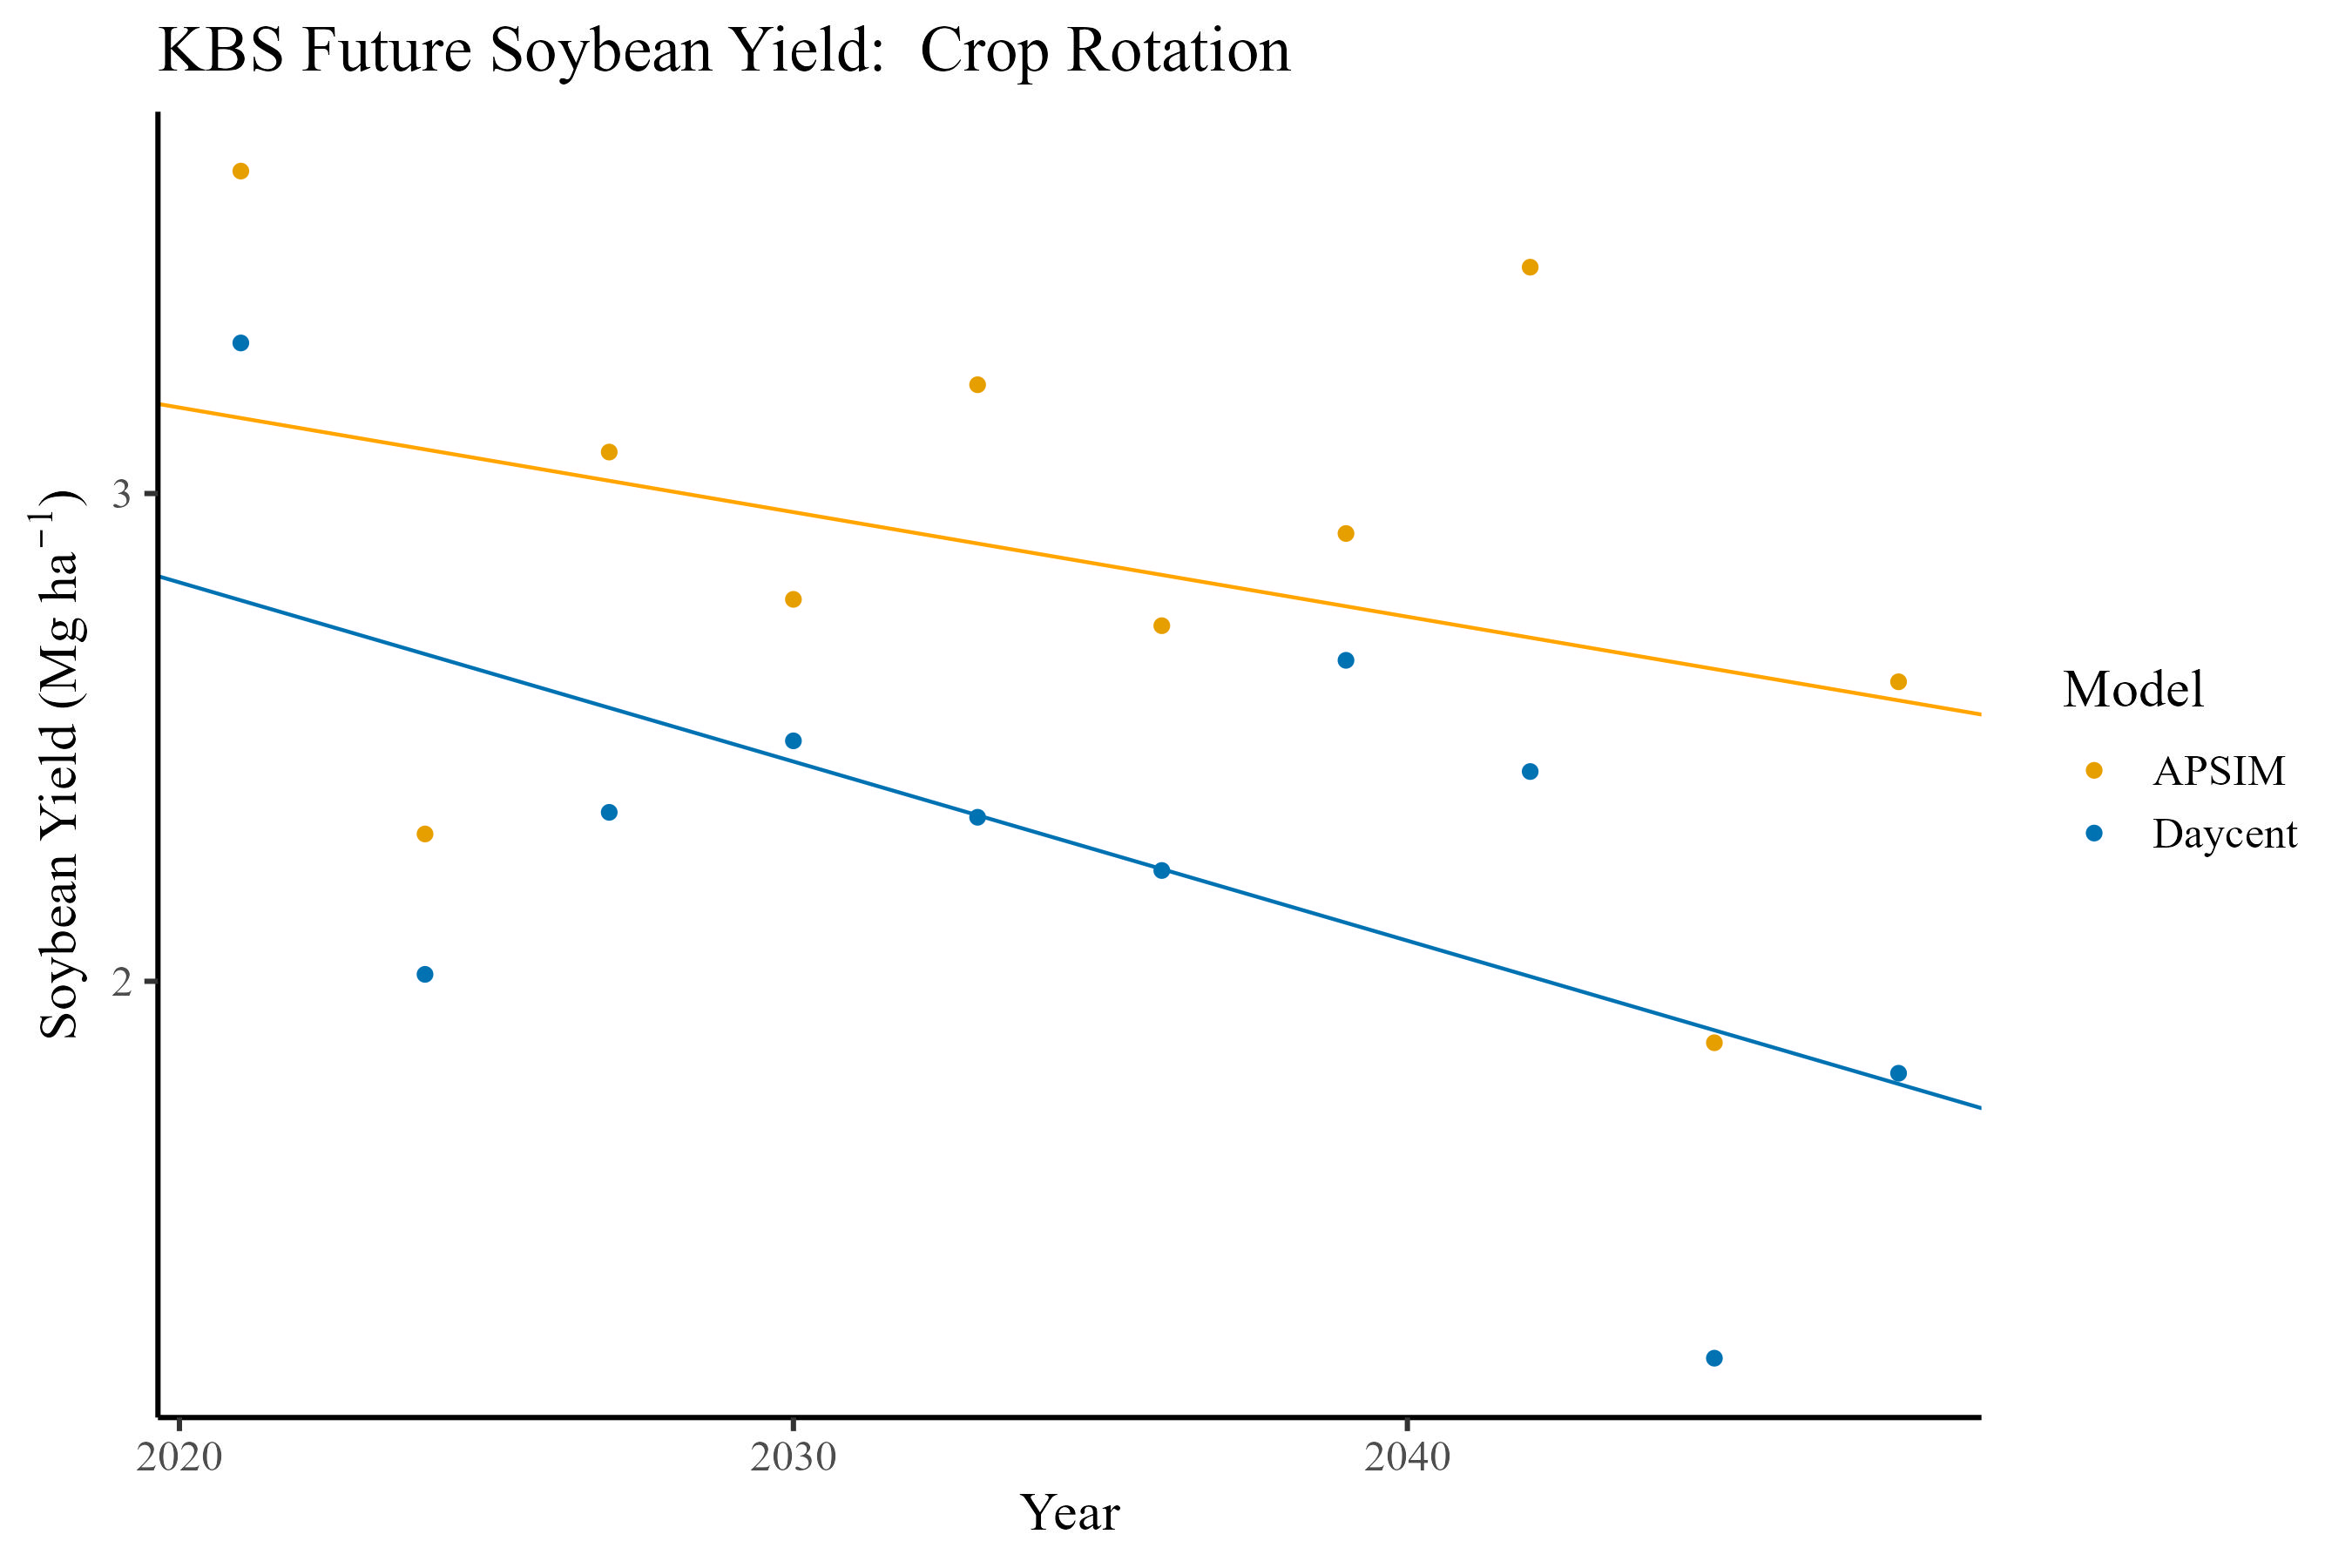 KBS Future Soybean Yield:  Crop Rotation
Soybean Yield (Mg ha⁻¹)
3
2
2020
2030
2040
Year
Model
APSIM
Daycent